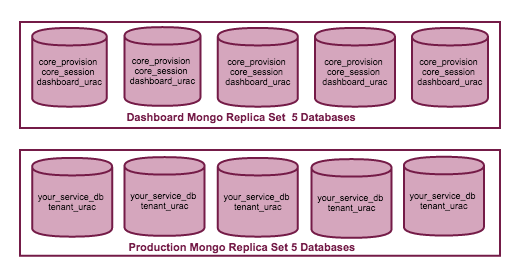 core_provision
core_session
dashboard_urac
core_provision
core_session
dashboard_urac
core_provision
core_session
dashboard_urac
core_provision
core_session
dashboard_urac
core_provision
core_session
dashboard_urac
Dashboard Mongo Replica Set 5 Databases
your_service_db
tenant_urac
your_service_db
tenant_urac
your_service_db
tenant_urac
your_service_db
tenant_urac
your_service_db
tenant_urac
Production Mongo Replica Set 5 Databases